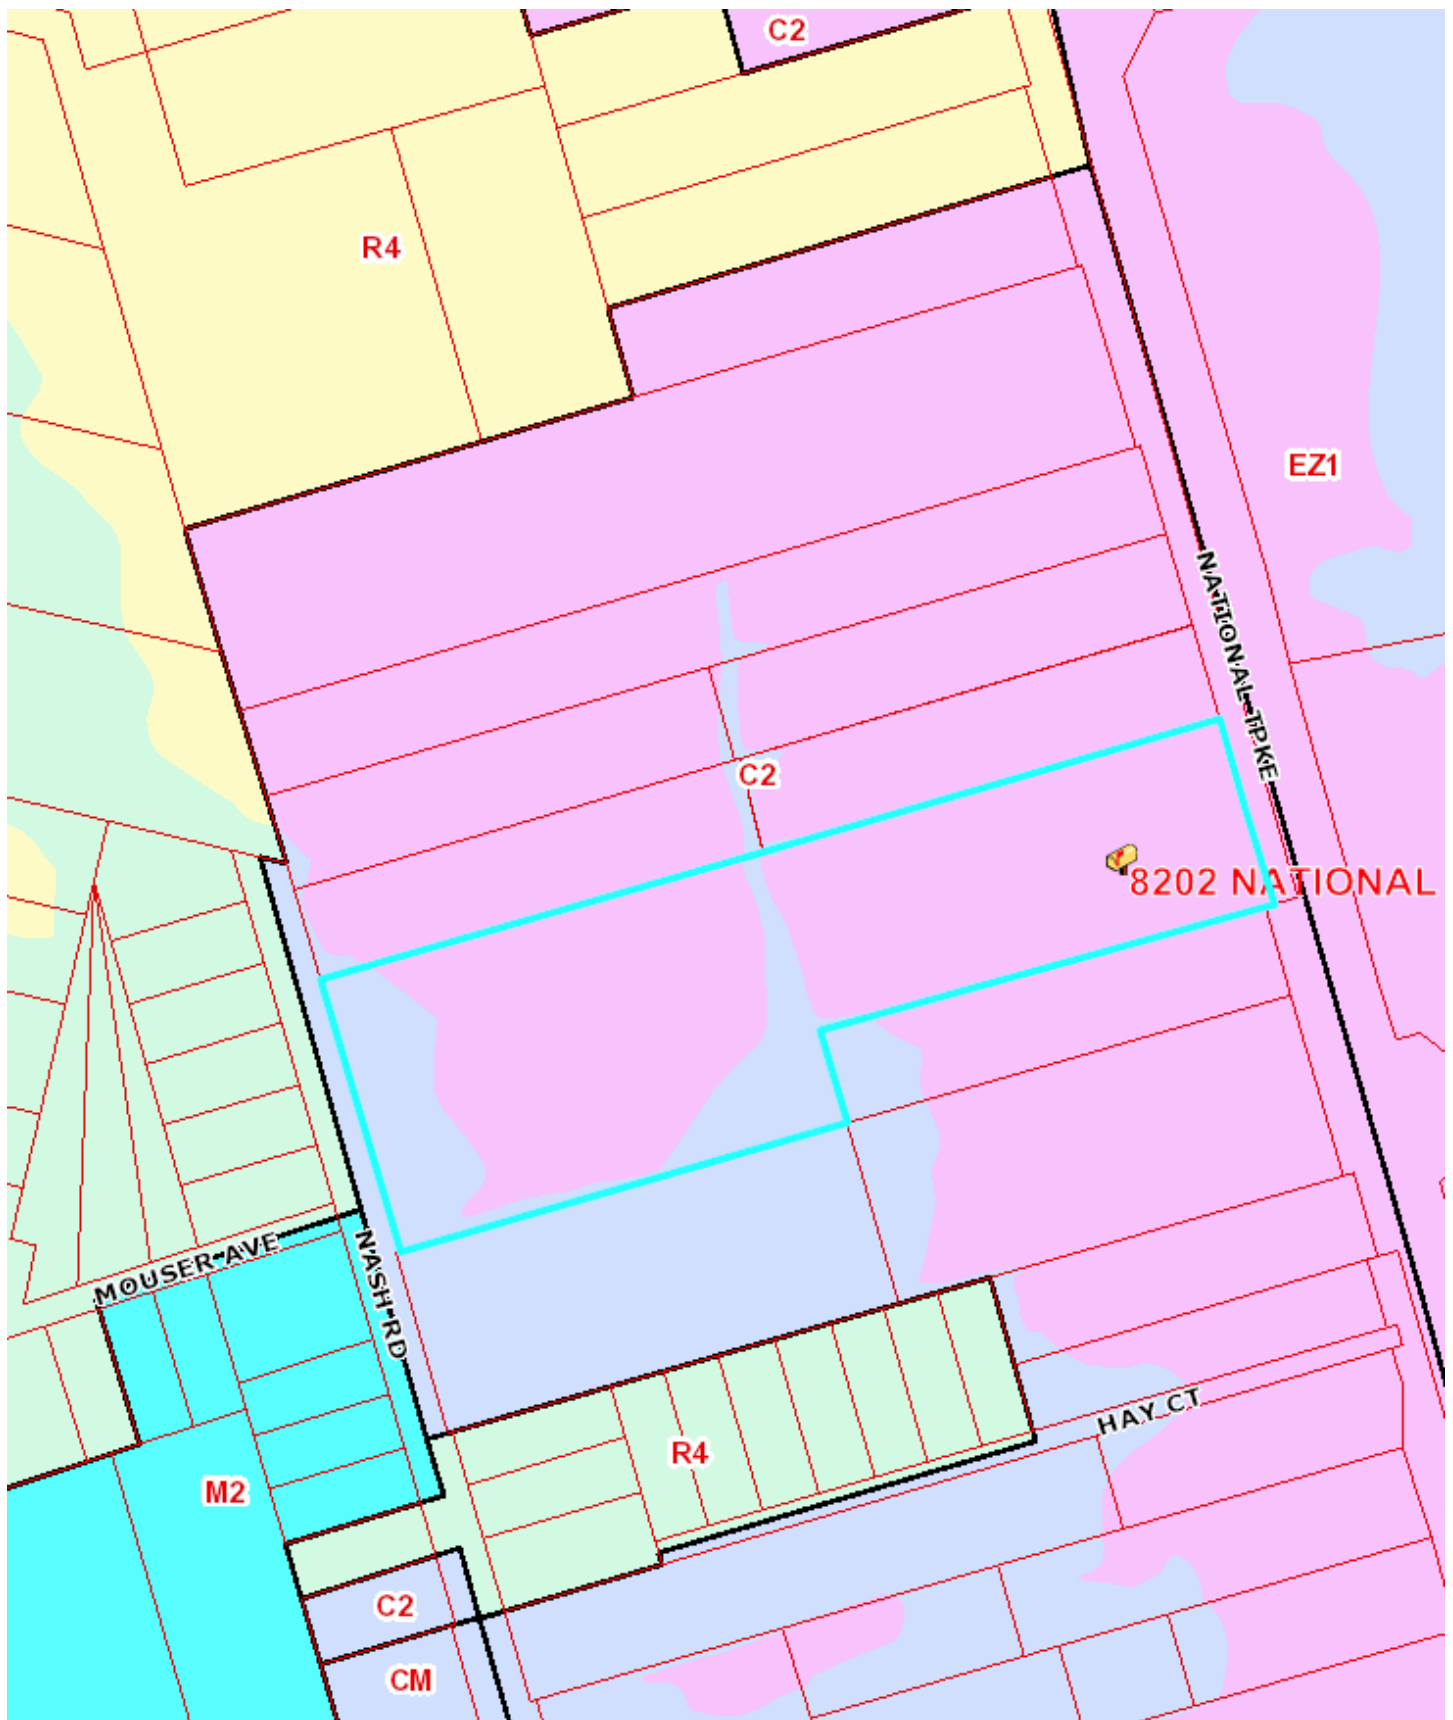 C2
R4
EZ1
NATIONAL TPKE
C2
8202 NATIONAL
MOUSER AVE
NASH RD
HAY CT
R4
M2
C2
CM